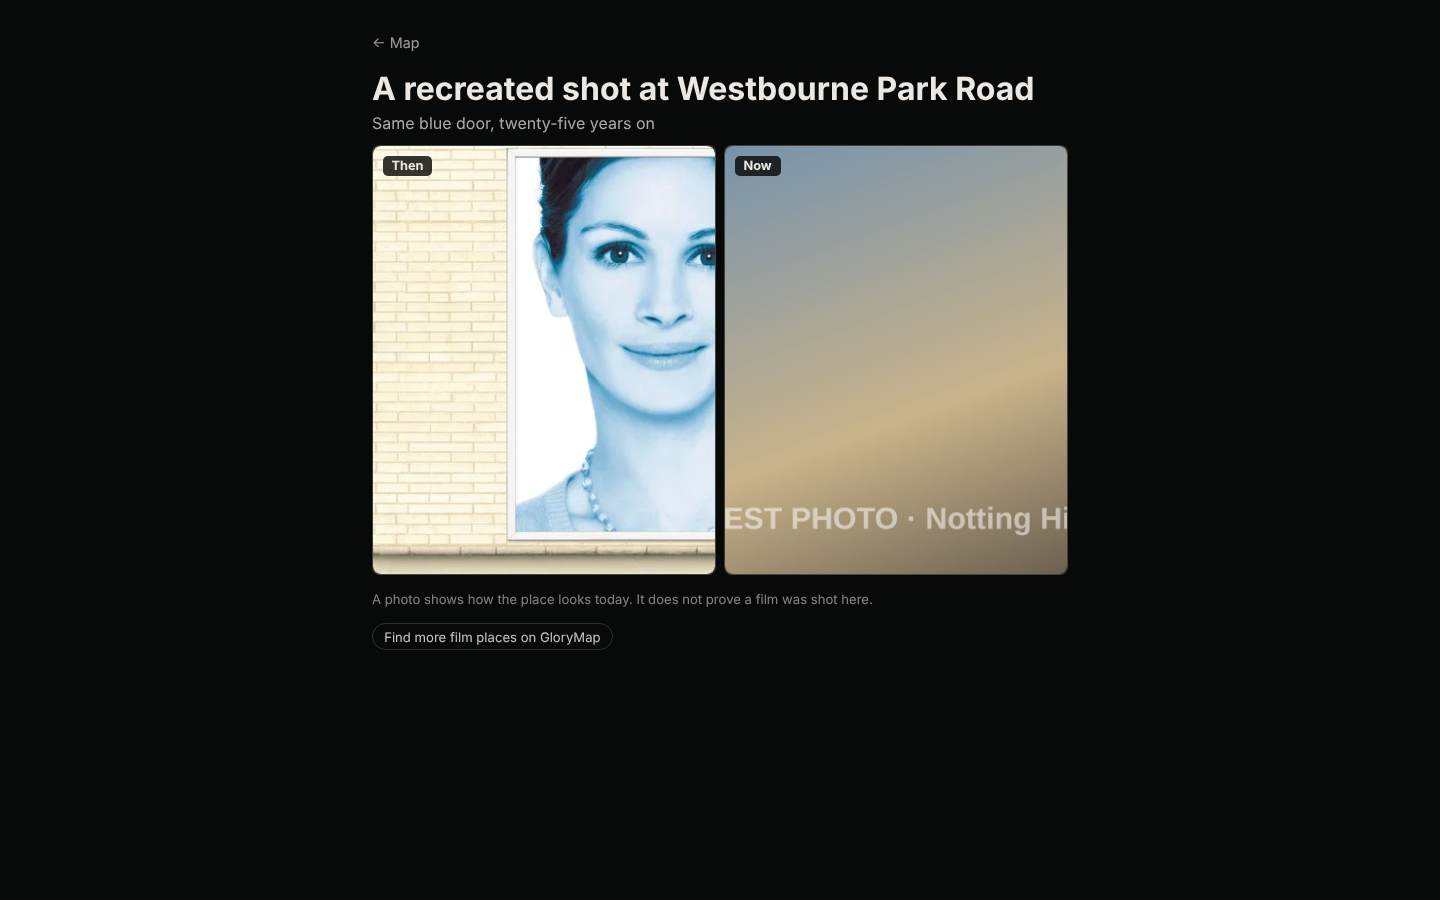 ← Map
A recreated shot at Westbourne Park Road
Same blue door, twenty-five years on
Then
Now
EST PHOTO · Notting Hi
A photo shows how the place looks today. It does not prove a film was shot here.
Find more film places on GloryMap